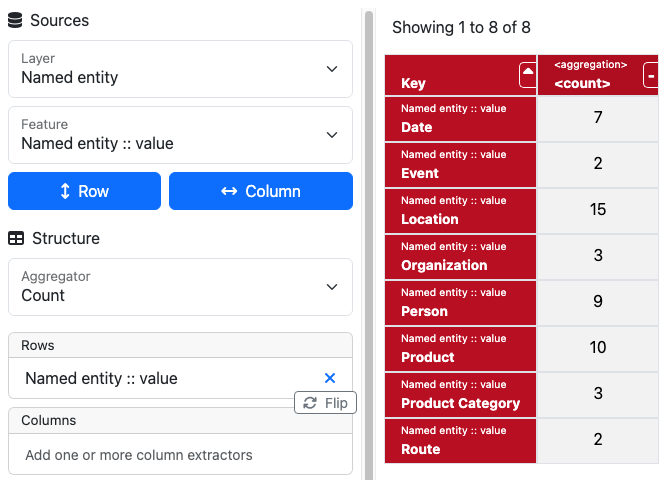 Sources
Layer
Named entity
Feature
Named entity :: value
Row
Column
Structure
Aggregator
Count
Rows
Named entity :: value
Flip
Columns
Add one or more column extractors
Showing 1 to 8 of 8
Key
<aggregation>
<count>
-
Named entity :: value
Date
7
Named entity :: value
Event
2
Named entity :: value
Location
15
Named entity :: value
Organization
3
Named entity :: value
Person
9
Named entity :: value
Product
10
Named entity :: value
Product Category
3
Named entity :: value
Route
2